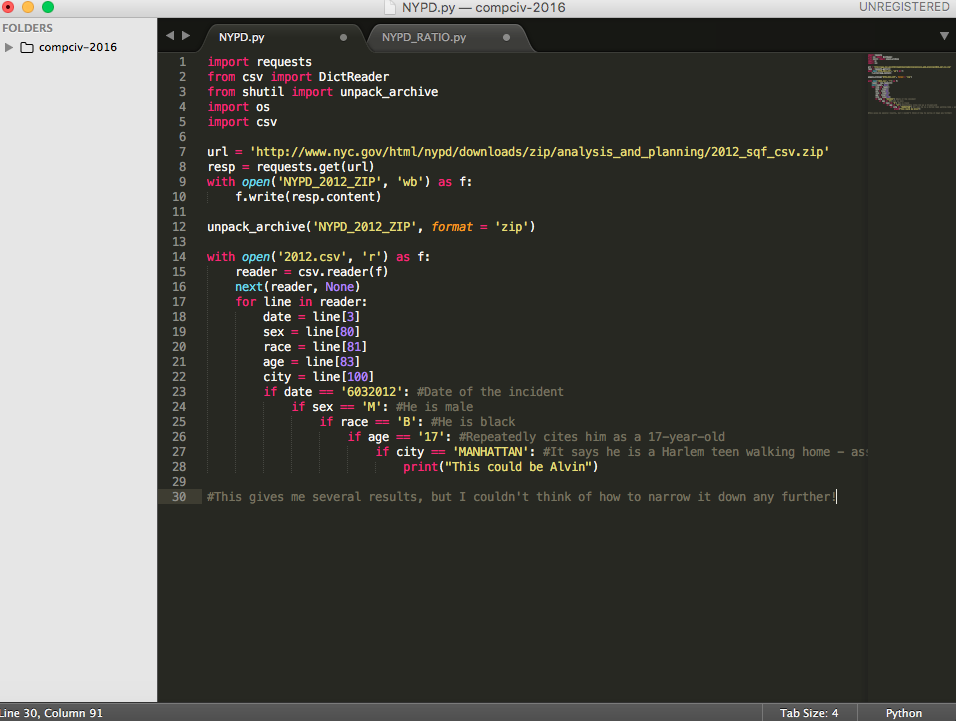 NYPD.py — compciv-2016
UNREGISTERED
FOLDERS
compciv-2016
NYPD.py
NYPD_RATIO.py
1 import requests
2 from csv import DictReader
3 from shutil import unpack_archive
4 import os
5 import csv
6
7 url = 'http://www.nyc.gov/html/nypd/downloads/zip/analysis_and_planning/2012_sqf_csv.zip'
8 resp = requests.get(url)
9 with open('NYPD_2012_ZIP', 'wb') as f:
10     f.write(resp.content)
11
12 unpack_archive('NYPD_2012_ZIP', format = 'zip')
13
14 with open('2012.csv', 'r') as f:
15     reader = csv.reader(f)
16     next(reader, None)
17     for line in reader:
18         date = line[3]
19         sex = line[80]
20         race = line[81]
21         age = line[83]
22         city = line[100]
23         if date == '6032012': #Date of the incident
24             if sex == 'M': #He is male
25                 if race == 'B': #He is black
26                     if age == '17': #Repeatedly cites him as a 17-year-old
27                         if city == 'MANHATTAN': #It says he is a Harlem teen walking home - as
28                             print("This could be Alvin")
29
30 #This gives me several results, but I couldn't think of how to narrow it down any further!
Line 30, Column 91
Tab Size: 4
Python